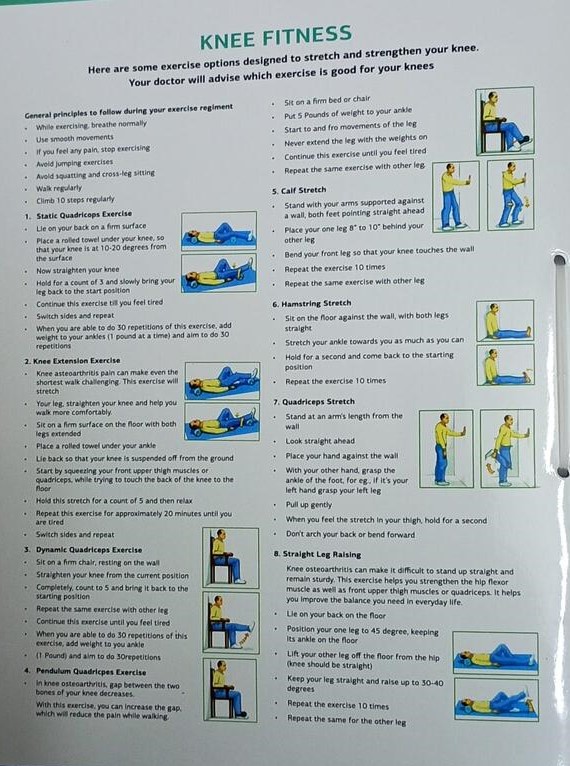 KNEE FITNESS
Here are some exercise options designed to stretch and strengthen your knee.
Your doctor will advise which exercise is good for your knees
General principles to follow during your exercise regiment
• While exercising, breathe normally
• Use smooth movements
• If you feel any pain, stop exercising
• Avoid jumping exercises
• Avoid squatting and cross-leg sitting
• Walk regularly
• Climb 10 steps regularly
1. Static Quadriceps Exercise
• Lie on your back on a firm surface
• Place a rolled towel under your knee, so
that your knee is at 10-20 degrees from
the surface
• Now straighten your knee
• Hold for a count of 3 and slowly bring your
leg back to the start position
• Continue this exercise till you feel tired
• Switch sides and repeat
• When you are able to do 30 repetitions of this exercise, add
weight to your ankles (1 pound at a time) and aim to do 30
repetitions
2. Knee Extension Exercise
• Knee asteoarthritis pain can make even the
shortest walk challenging. This exercise will
stretch
• Your leg, straighten your knee and help you
walk more comfortably.
• Sit on a firm surface on the floor with both
legs extended
• Place a rolled towel under your ankle
• Lie back so that your knee is suspended off from the ground
• Start by squeezing your front upper thigh muscles or
quadriceps, while trying to touch the back of the knee to the
floor
• Hold this stretch for a count of 5 and then relax
• Repeat this exercise for approximately 20 minutes until you
are tired
• Switch sides and repeat
3. Dynamic Quadriceps Exercise
• Sit on a firm chair, resting on the wall
• Straighten your knee from the current position
• Completely, count to 5 and bring it back to the
starting position
• Repeat the same exercise with other leg
• Continue this exercise until you feel tired
• When you are able to do 30 repetitions of this
exercise, add weight to you ankle
• (1 Pound) and aim to do 30repetitions
4. Pendulum Quadricpes Exercise
• In knee osteoarthritis, gap between the two
bones of your knee decreases.
With this exercise, you can increase the gap,
which will reduce the pain while walking.
• Sit on a firm bed or chair
• Put 5 Pounds of weight to your ankle
• Start to and fro movements of the leg
• Never extend the leg with the weights on
• Continue this exercise until you feel tired
• Repeat the same exercise with other leg.
5. Calf Stretch
• Stand with your arms supported against
a wall, both feet pointing straight ahead
• Place your one leg 8" to 10" behind your
other leg
• Bend your front leg so that your knee touches the wall
• Repeat the exercise 10 times
• Repeat the same exercise with other leg
6. Hamstring Stretch
• Sit on the floor against the wall, with both legs
straight
• Stretch your ankle towards you as much as you can
• Hold for a second and come back to the starting
position
• Repeat the exercise 10 times
7. Quadriceps Stretch
• Stand at an arm's length from the
wall
• Look straight ahead
• Place your hand against the wall
• With your other hand, grasp the
ankle of the foot, for eg., if it's your
left hand grasp your left leg
• Pull up gently
• When you feel the stretch in your thigh, hold for a second
• Don't arch your back or bend forward
8. Straight Leg Raising
Knee osteoarthritis can make it difficult to stand up straight and
remain sturdy. This exercise helps you strengthen the hip flexor
muscle as well as front upper thigh muscles or quadriceps. It helps
you improve the balance you need in everyday life.
• Lie on your back on the floor
• Position your one leg to 45 degree, keeping
its ankle on the floor
• Lift your other leg off the floor from the hip
(knee should be straight)
• Keep your leg straight and raise up to 30-40
degrees
• Repeat the exercise 10 times
• Repeat the same for the other leg